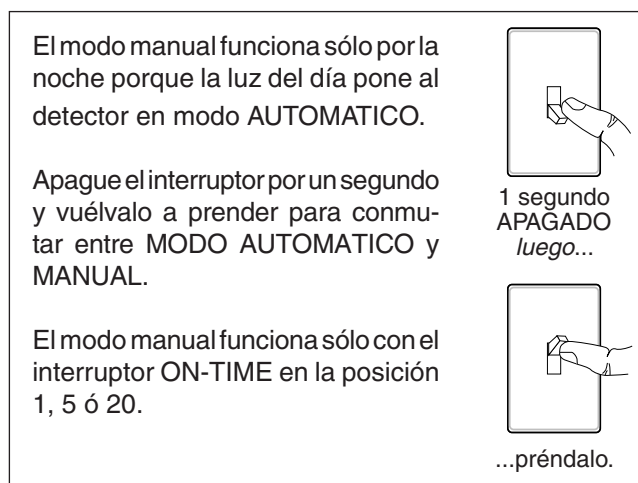 El modo manual funciona sólo por la
noche porque la luz del día pone al
detector en modo AUTOMATICO.
Apague el interruptor por un segundo
y vuélvalo a prender para conmu-
tar entre MODO AUTOMATICO y
MANUAL.
El modo manual funciona sólo con el
interruptor ON-TIME en la posición
1, 5 ó 20.
1 segundo
APAGADO
luego...
...préndalo.